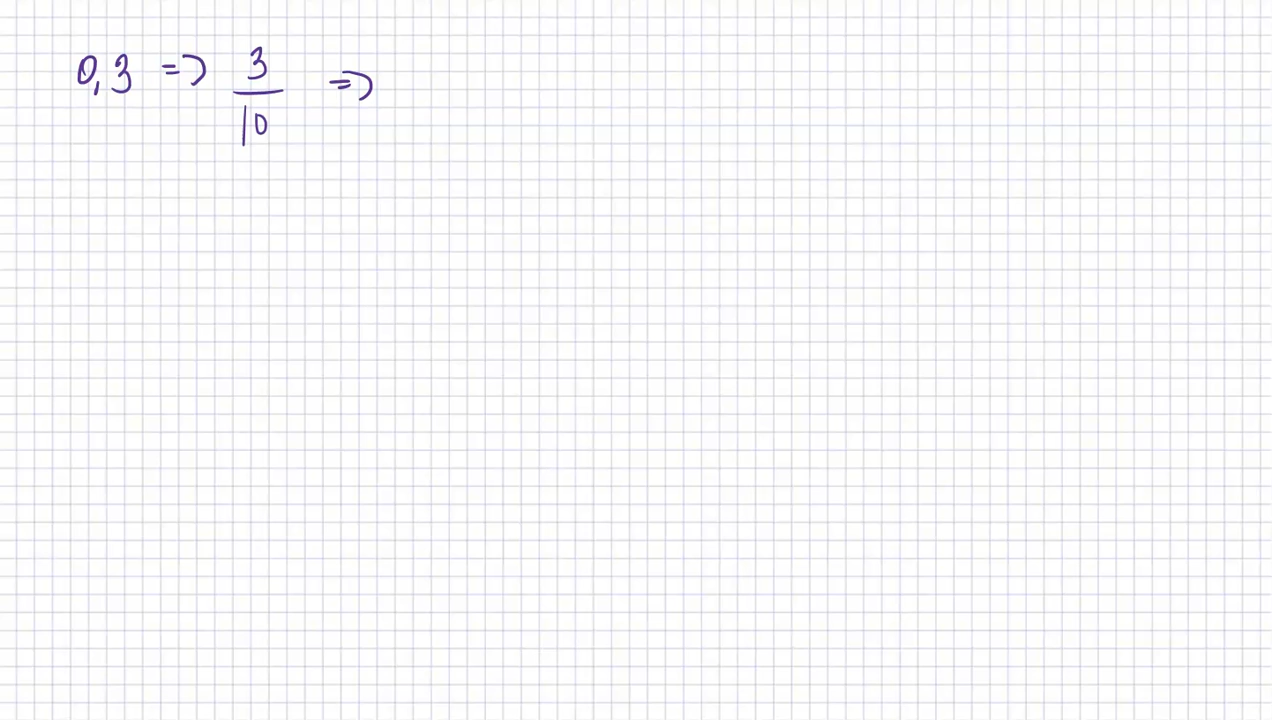 0,3 => 3/10 =>